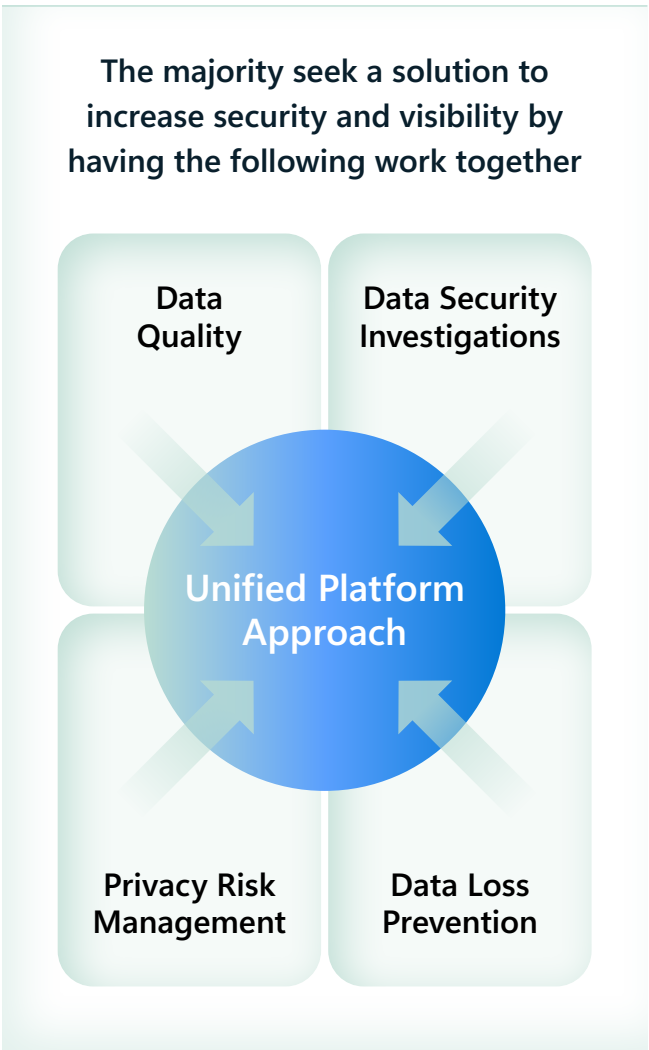 The majority seek a solution to
increase security and visibility by
having the following work together
Data
Quality
Data Security
Investigations
Unified Platform
Approach
Privacy Risk
Management
Data Loss
Prevention